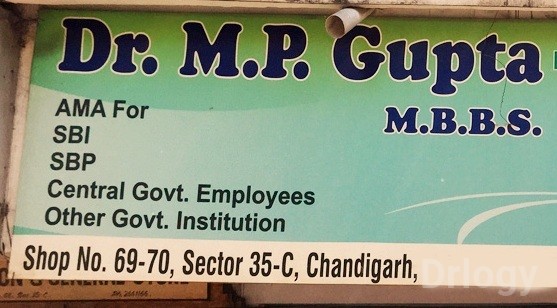 Dr. M.P. Gupta
M.B.B.S.
AMA For
SBI
SBP
Central Govt. Employees
Other Govt. Institution
Shop No. 69-70, Sector 35-C, Chandigarh,
Drlogy